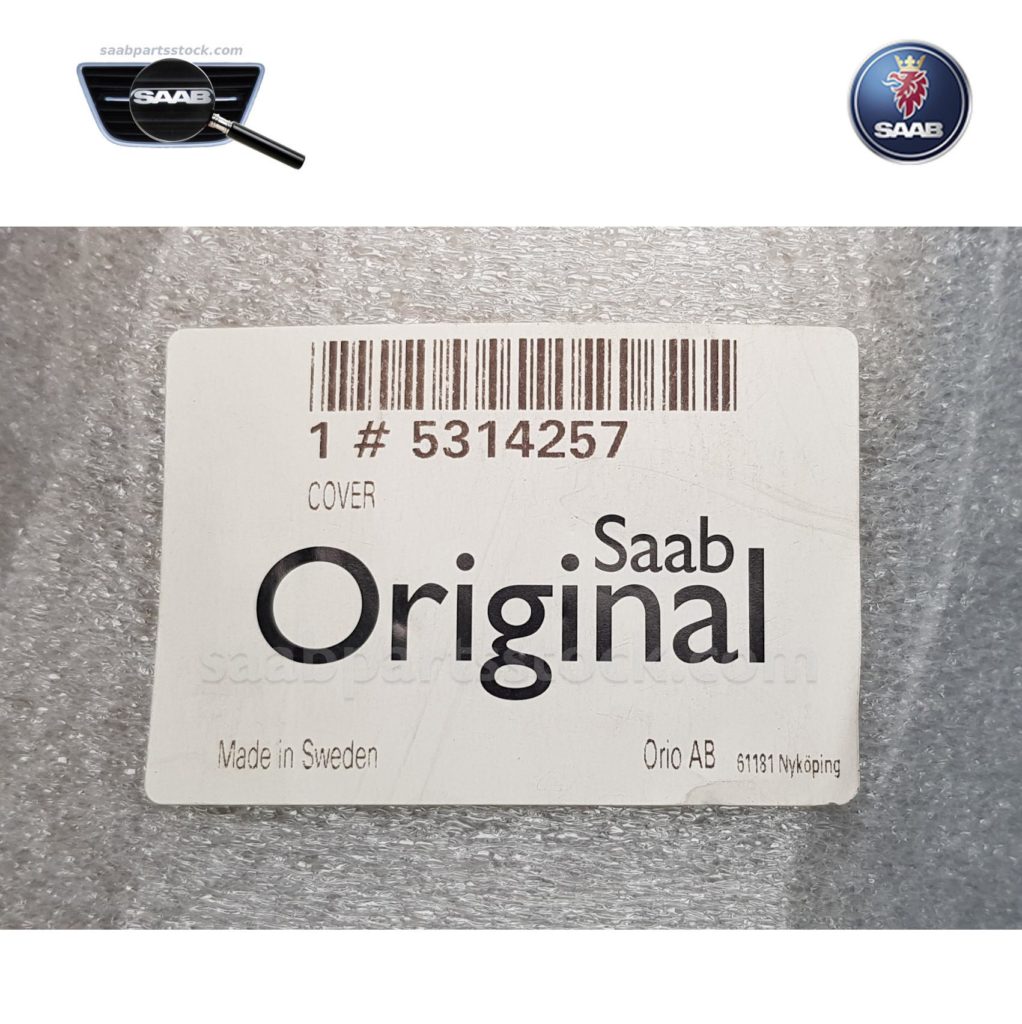 saabpartsstock.com
SAAB
SAAB
1 # 5314257
COVER
Saab
Original
saabpartsstock.com
Made in Sweden
Orio AB 61181 Nyköping